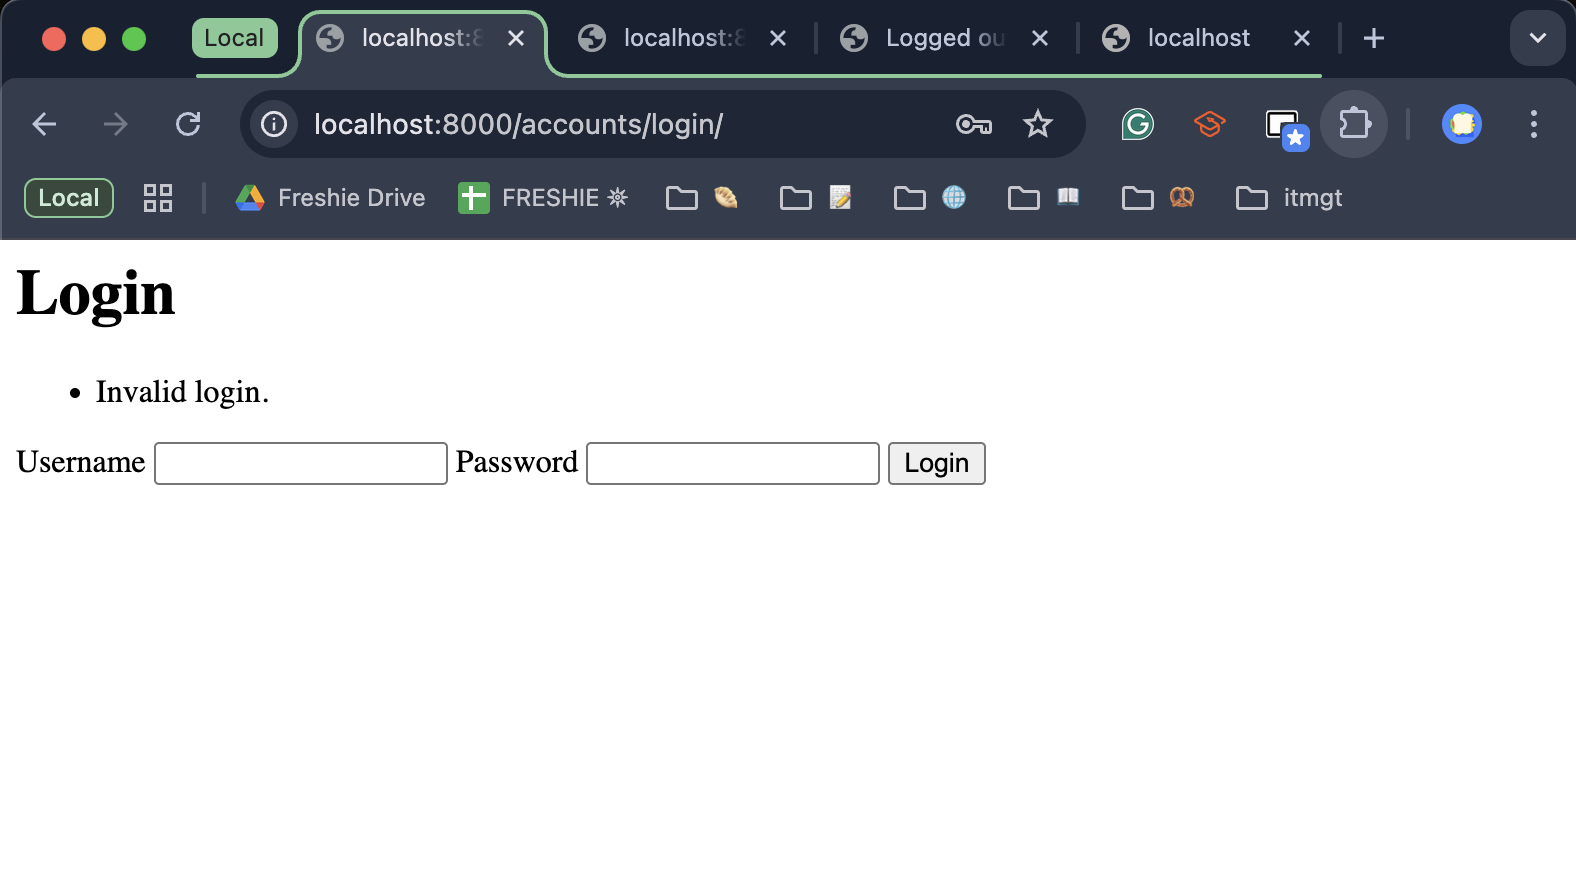 Local
localhost:8
localhost:8
Logged ou
localhost
localhost:8000/accounts/login/
Local
Freshie Drive
FRESHIE ⎈
itmgt
Login
• Invalid login.
Username
Password
Login